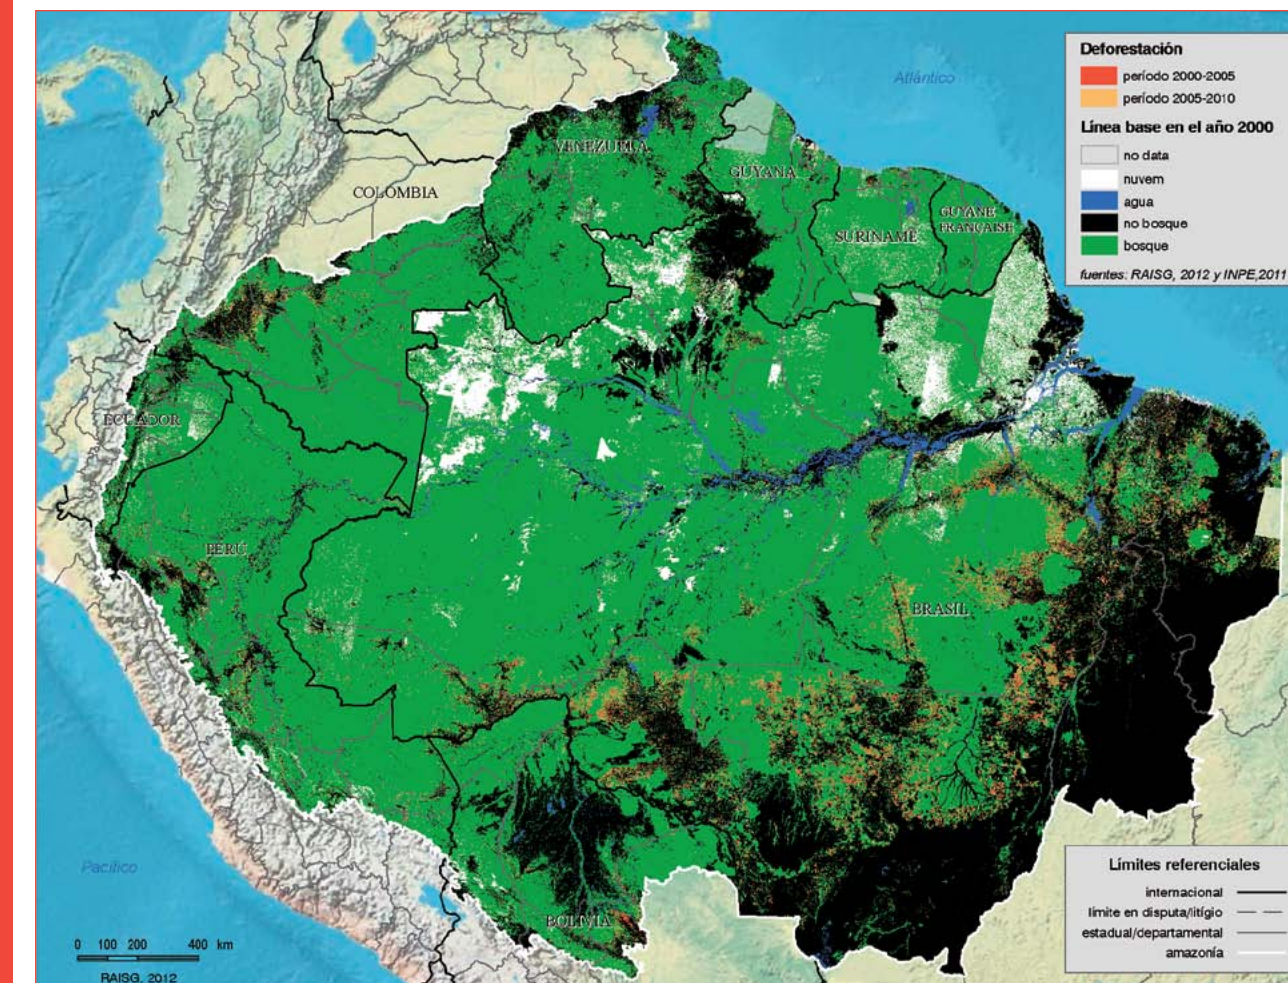 Deforestación
período 2000-2005
período 2005-2010
Línea base en el año 2000
no data
nuvem
agua
no bosque
bosque
fuentes: RAISG, 2012 y INPE,2011
Atlántico
VENEZUELA
GUYANA
COLOMBIA
SURINAME
GUYANE
FRANÇAISE
ECUADOR
PERÚ
BRASIL
BOLIVIA
Pacífico
0 100 200 400 km
RAISG, 2012
Límites referenciales
internacional
límite en disputa/litígio
estadual/departamental
amazonía